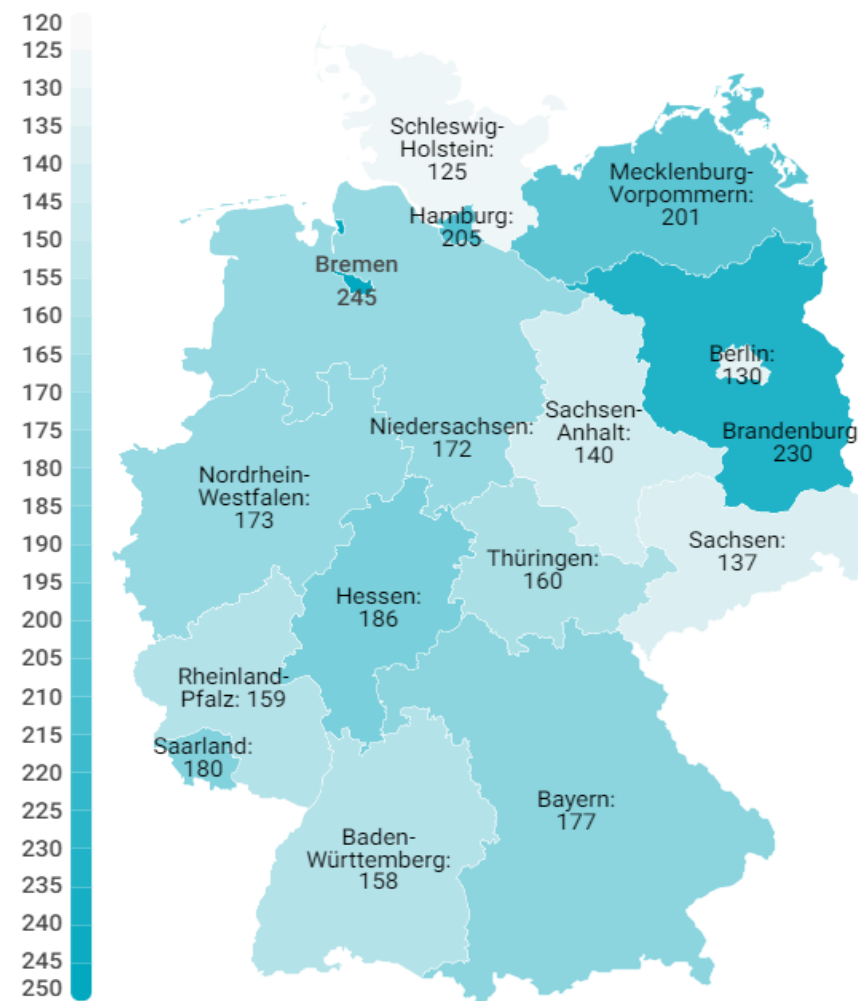 120
125
130
135
140
145
150
155
160
165
170
175
180
185
190
195
200
205
210
215
220
225
230
235
240
245
250
Schleswig-
Holstein:
125
Mecklenburg-
Vorpommern:
201
Hamburg:
205
Bremen
245
Berlin:
130
Brandenburg
230
Sachsen-
Anhalt:
140
Niedersachsen:
172
Nordrhein-
Westfalen:
173
Sachsen:
137
Thüringen:
160
Hessen:
186
Rheinland-
Pfalz: 159
Saarland:
180
Bayern:
177
Baden-
Württemberg:
158